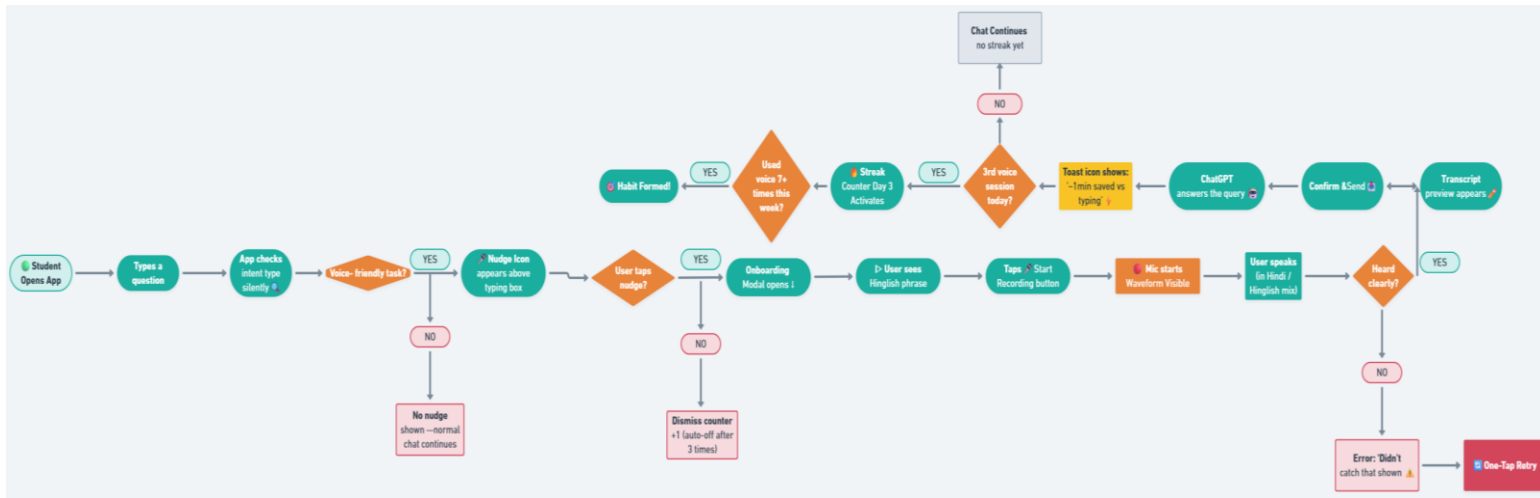 Chat Continues
no streak yet
NO
🎯 Habit Formed!
YES
Used
voice 7+
times this
week?
🔥 Streak
Counter Day 3
Activates
YES
3rd voice
session
today?
Toast icon shows:
'~1min saved vs
typing'
ChatGPT
answers the query
Confirm &Send
Transcript
preview appears
Student
Opens App
Types a
question
App checks
intent type
silently 🔍
Voice- friendly task?
YES
Nudge Icon
appears above
typing box
User taps
nudge?
YES
Onboarding
Modal opens ↓
▷ User sees
Hinglish phrase
Taps 🎤 Start
Recording button
Mic starts
Waveform Visible
User speaks
(in Hindi /
Hinglish mix)
Heard
clearly?
YES
NO
No nudge
shown —normal
chat continues
NO
Dismiss counter
+1 (auto-off after
3 times)
NO
Error: 'Didn't
catch that shown ⚠️
One-Tap Retry